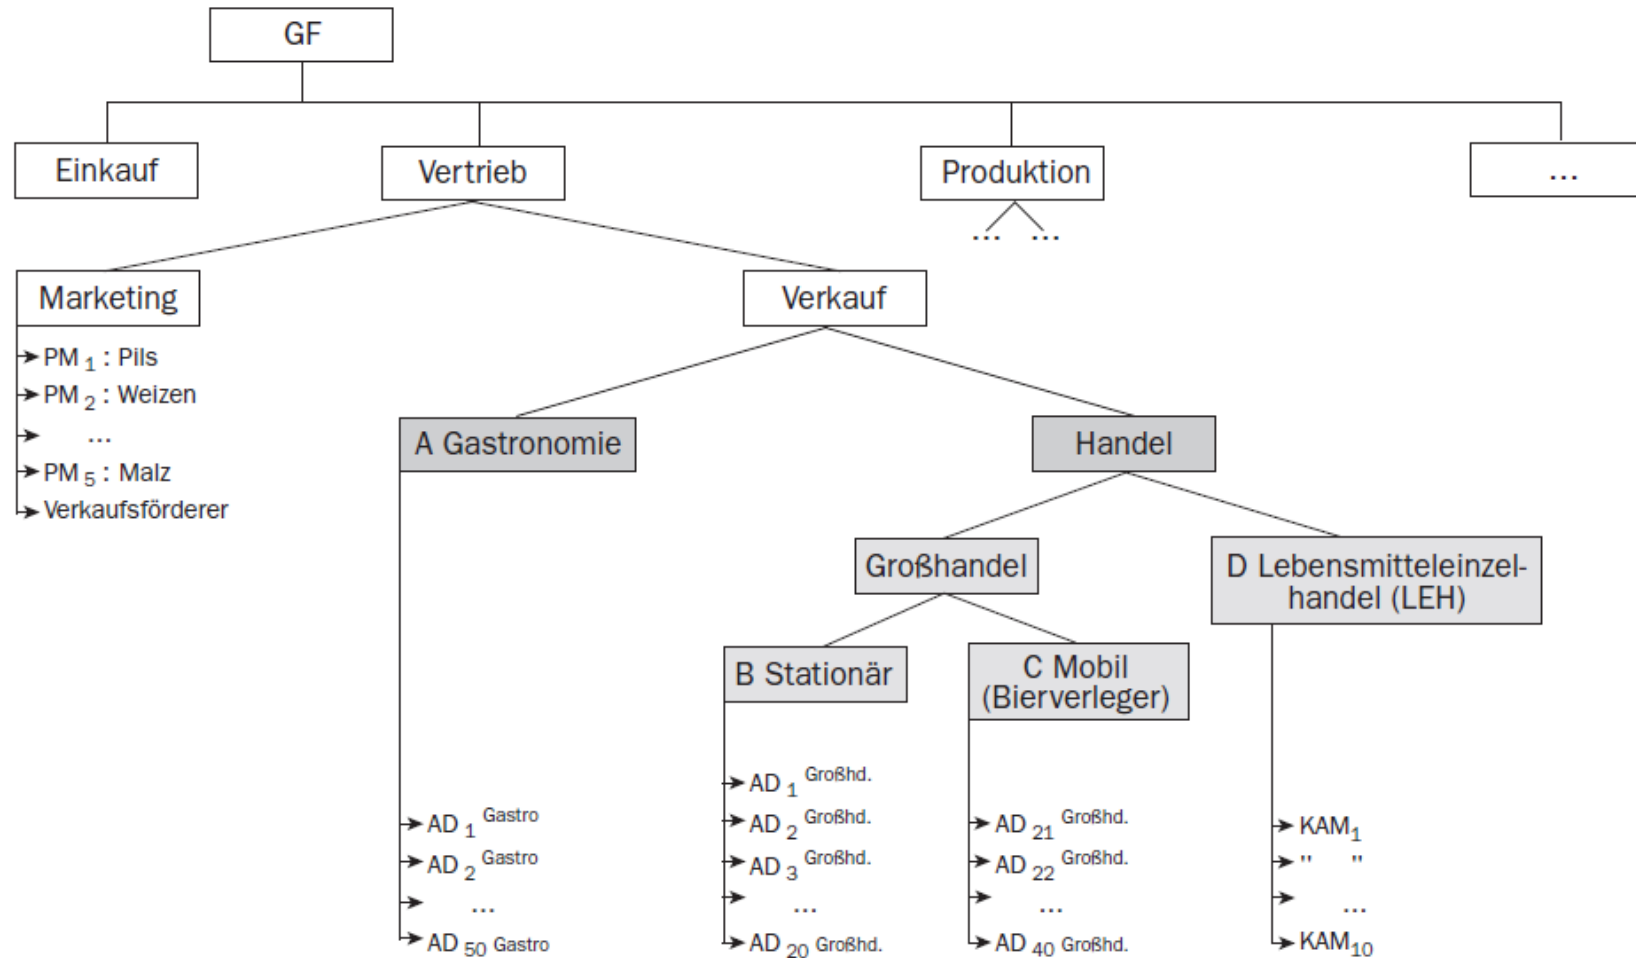 GF
Einkauf
Vertrieb
Produktion
...
... ...
Marketing
Verkauf
PM 1 : Pils
PM 2 : Weizen
...
PM 5 : Malz
Verkaufsförderer
A Gastronomie
Handel
Großhandel
D Lebensmitteleinzel-
handel (LEH)
B Stationär
C Mobil
(Bierverleger)
AD 1 Gastro
AD 2 Gastro
...
AD 50 Gastro
AD 1 Großhd.
AD 2 Großhd.
AD 3 Großhd.
...
AD 20 Großhd.
AD 21 Großhd.
AD 22 Großhd.
...
AD 40 Großhd.
KAM1
" "
...
KAM10